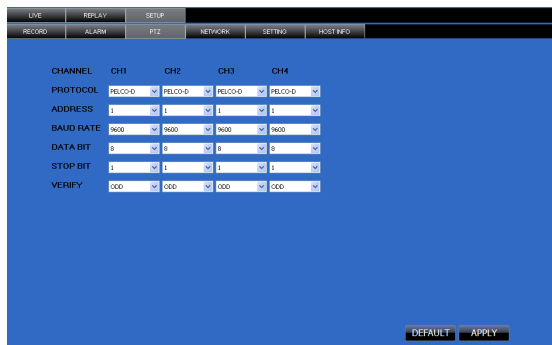 LIVE REPLAY SETUP
RECORD ALARM PTZ NETWORK SETTING HOST INFO
CHANNEL CH1 CH2 CH3 CH4
PROTOCOL PELCO-D PELCO-D PELCO-D PELCO-D
ADDRESS 1 1 1 1
BAUD RATE 9600 9600 9600 9600
DATA BIT 8 8 8 8
STOP BIT 1 1 1 1
VERIFY ODD ODD ODD ODD
DEFAULT APPLY